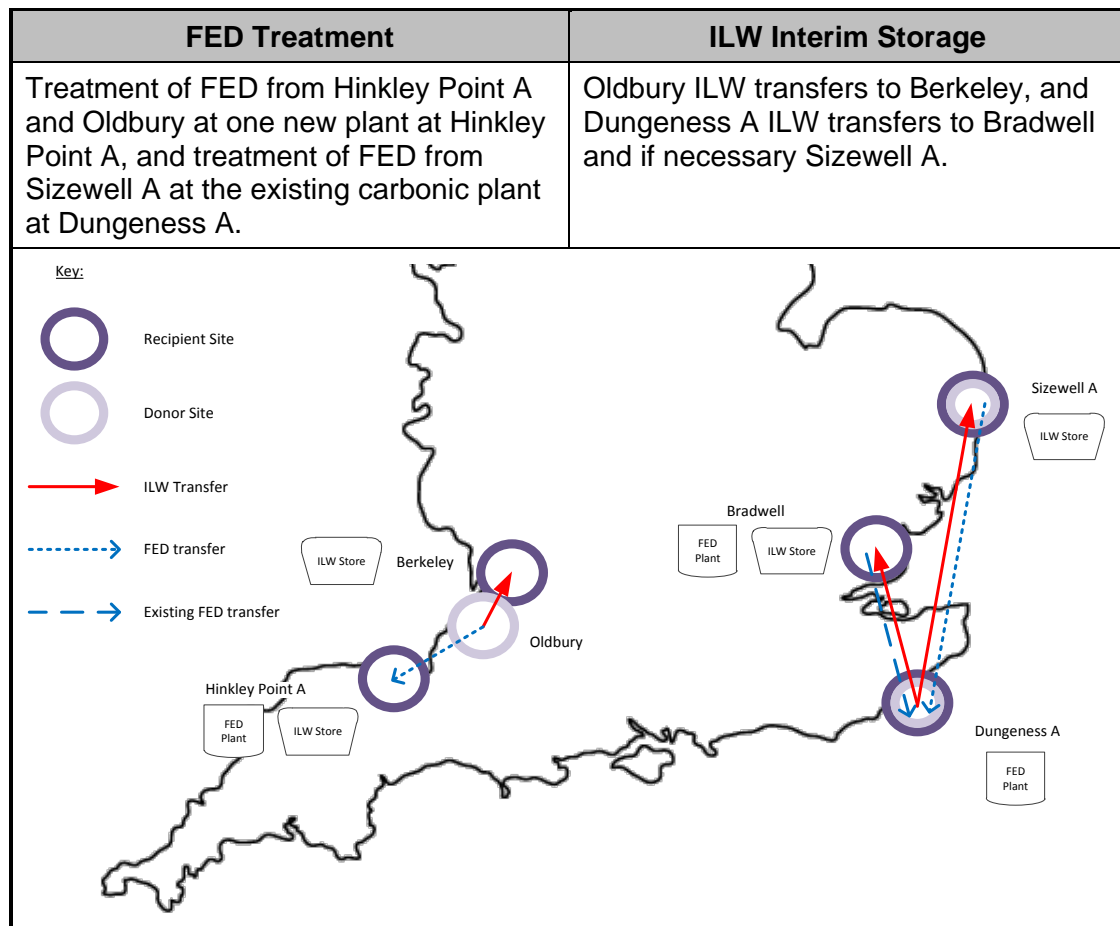 FED Treatment
ILW Interim Storage
Treatment of FED from Hinkley Point A
and Oldbury at one new plant at Hinkley
Point A, and treatment of FED from
Sizewell A at the existing carbonic plant
at Dungeness A.
Oldbury ILW transfers to Berkeley, and
Dungeness A ILW transfers to Bradwell
and if necessary Sizewell A.
Key:
Recipient Site
Donor Site
ILW Transfer
FED transfer
Existing FED transfer
Sizewell A
ILW Store
Bradwell
FED
Plant
ILW Store
ILW Store
Berkeley
Oldbury
Hinkley Point A
FED
Plant
ILW Store
Dungeness A
FED
Plant